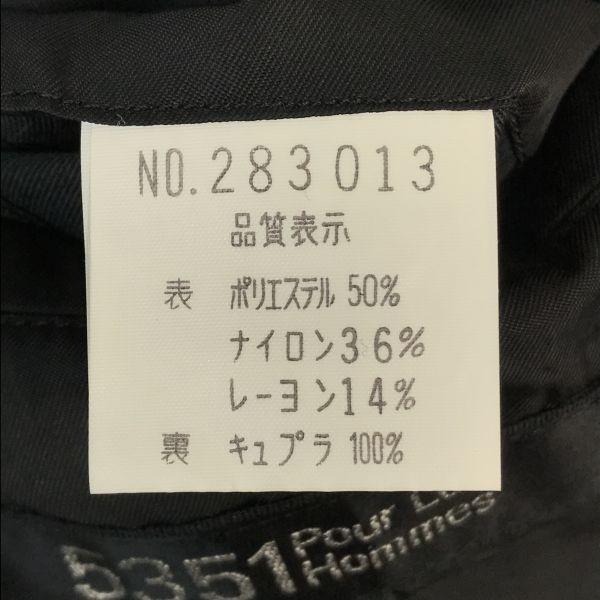 NO.283013
品質表示
表 ポリエステル 50%
ナイロン36%
レーヨン14%
裏 キュプラ 100%
5351 Pour
Hommes